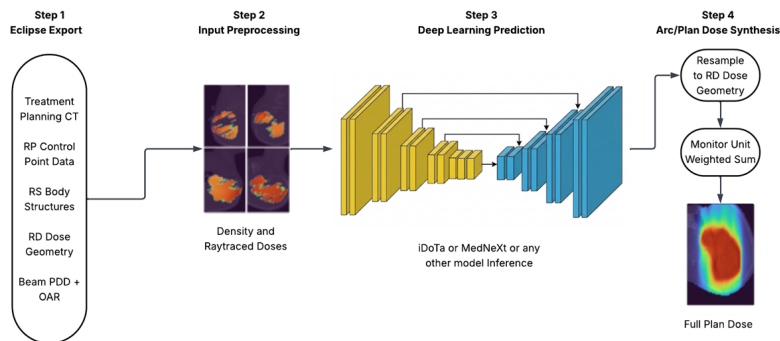 Step 1
Eclipse Export
Treatment
Planning CT
RP Control
Point Data
RS Body
Structures
RD Dose
Geometry
Beam PDD +
OAR
Step 2
Input Preprocessing
Density and
Raytraced Doses
Step 3
Deep Learning Prediction
iDoTa or MedNeXt or any
other model Inference
Step 4
Arc/Plan Dose Synthesis
Resample
to RD Dose
Geometry
Monitor Unit
Weighted Sum
Full Plan Dose